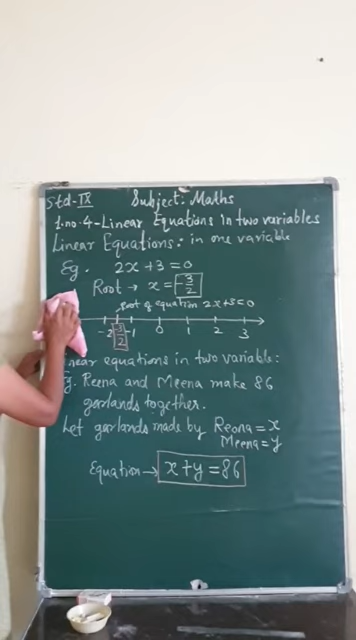 Std-IX Subject: Maths
L.no.4-Linear Equations in two variables
Linear Equations: in one variable
Eg. 2x+3=0
Root → x = -3/2
root of equation 2x+3=0
-2 -3/2 -1 0 1 2 3
near equations in two variable:
g. Reena and Meena make 86
garlands together.
Let garlands made by Reena = x
Meena = y
Equation → x+y=86